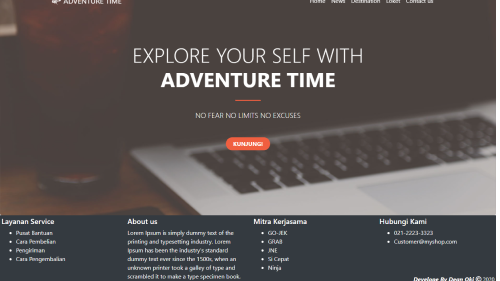 ADVENTURE TIME
Home News Destination Loket Contact us
EXPLORE YOUR SELF WITH
ADVENTURE TIME
NO FEAR NO LIMITS NO EXCUSES
KUNJUNGI
Layanan Service
Pusat Bantuan
Cara Pembelian
Pengiriman
Cara Pengembalian
About us
Lorem Ipsum is simply dummy text of the
printing and typesetting industry. Lorem
Ipsum has been the industry's standard
dummy text ever since the 1500s, when an
unknown printer took a galley of type and
scrambled it to make a type specimen book.
Mitra Kerjasama
GO-JEK
GRAB
JNE
Si Cepat
Ninja
Hubungi Kami
021-2223-3323
Customer@myshop.com
Develope By Dean Oki © 2020